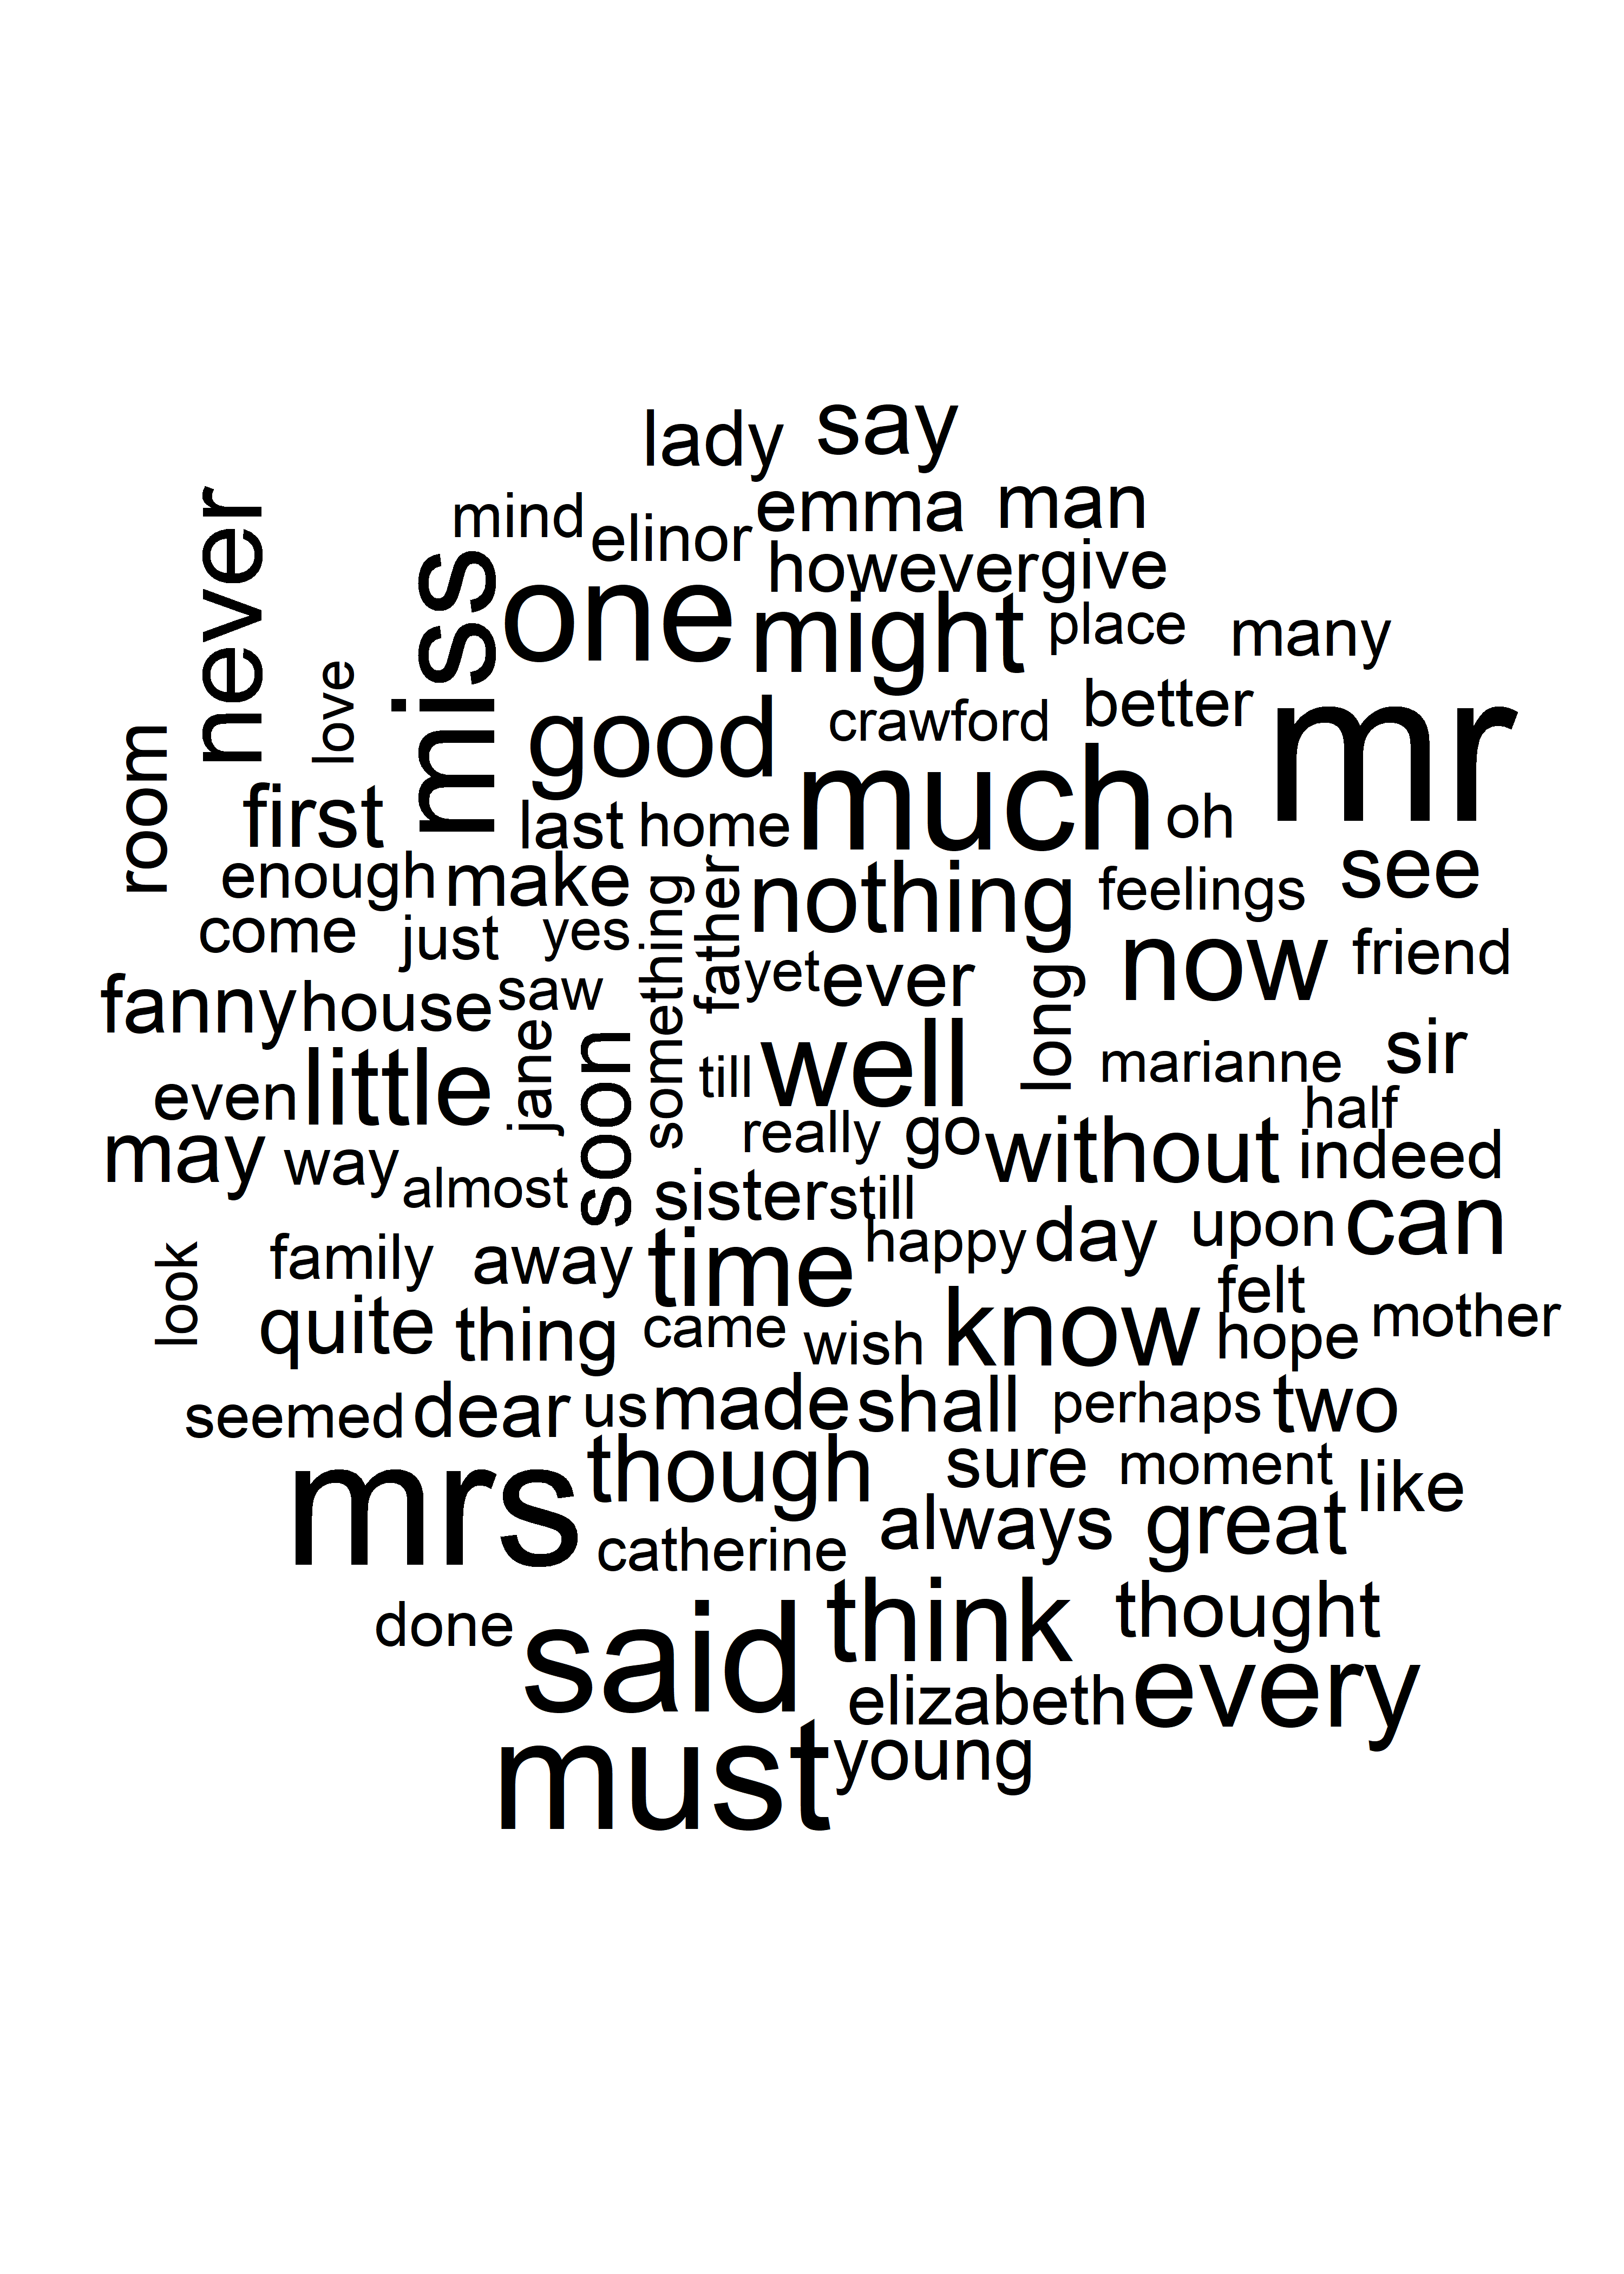 lady say
mind elinor emma man
however give
never miss one might place many
love good crawford better mr
room first last home much oh
enough make nothing feelings see
come just yes something father now friend
fanny house saw yet ever long
jane soon till well marianne sir
even little half
may way almost really go without indeed
sister still
look family away time happy day upon can
felt
quite thing came wish know hope mother
seemed dear us made shall perhaps two
mrs though sure moment like
catherine always great
done said think thought
elizabeth every
must young